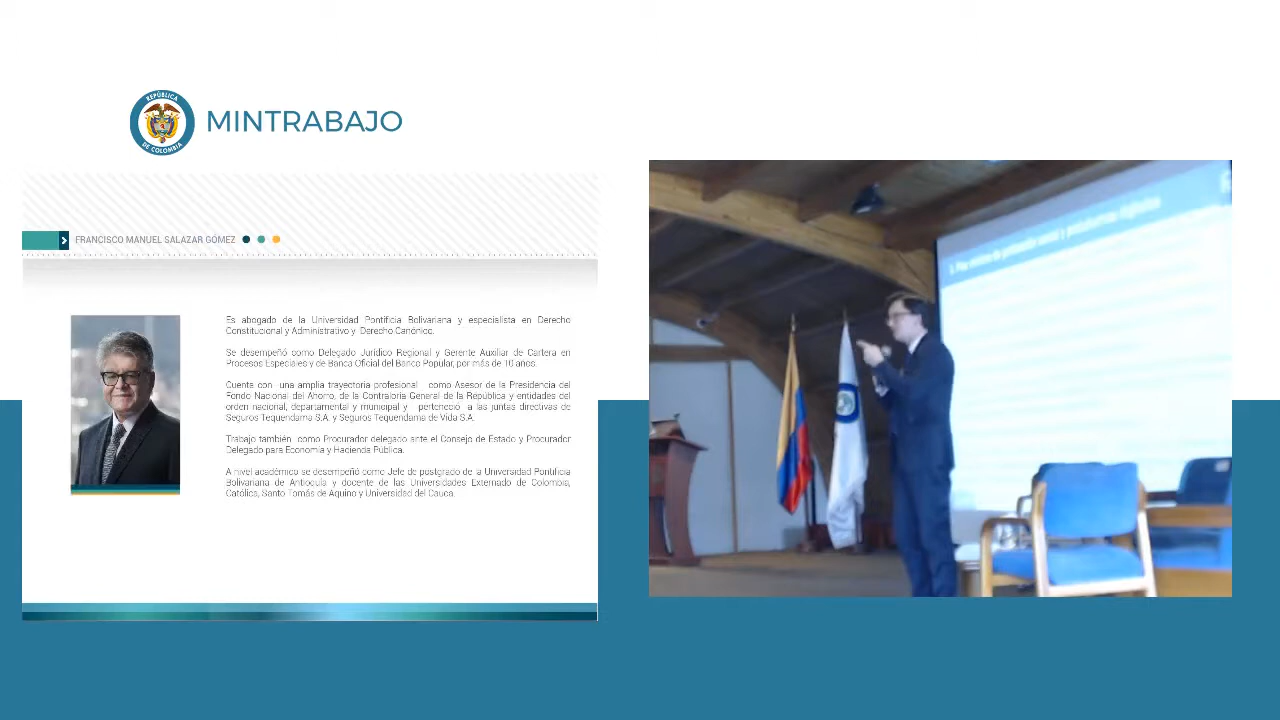 REPÚBLICA
DE COLOMBIA
MINTRABAJO
FRANCISCO MANUEL SALAZAR GÓMEZ
Es abogado de la Universidad Pontificia Bolivariana y especialista en Derecho
Constitucional y Administrativo y Derecho Canónico.
Se desempeñó como Delegado Jurídico Regional y Gerente Auxiliar de Cartera en
Procesos Especiales y de Banca Oficial del Banco Popular, por más de 10 anos.
Cuenta con una amplia trayectoria profesional como Asesor de la Presidencia del
Fondo Nacional del Ahorro, de la Contraloría General de la República y entidades del
orden nacional, departamental y municipal y perteneció a las juntas directivas de
Seguros Tequendama S.A. y Seguros Tequendama de Vida S.A.
Trabajo también como Procurador delegado ante el Consejo de Estado y Procurador
Delegado para Economía y Hacienda Pública.
A nivel académico se desempeñó como Jefe de postgrado de la Universidad Pontificia
Bolivariana de Antioquía y docente de las Universidades Externado de Colombia,
Católica, Santo Tomás de Aquino y Universidad del Cauca.